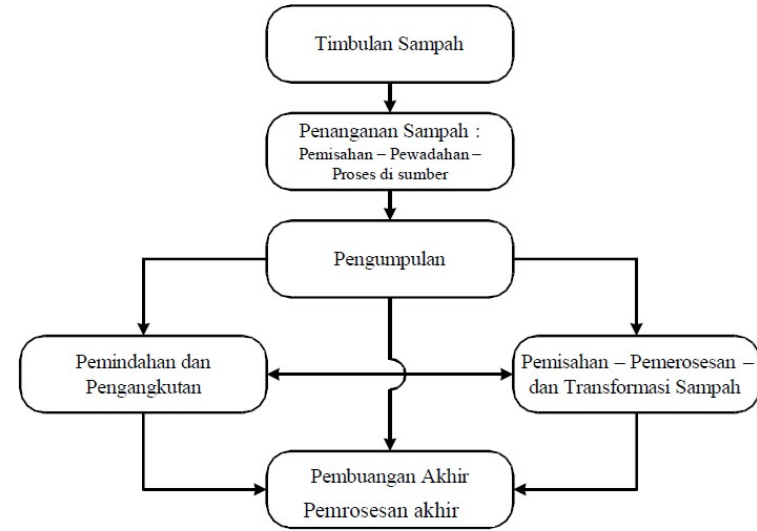 Timbulan Sampah
Penanganan Sampah :
Pemisahan – Pewadahan –
Proses di sumber
Pengumpulan
Pemindahan dan
Pengangkutan
Pemisahan – Pemerosesan –
dan Transformasi Sampah
Pembuangan Akhir
Pemrosesan akhir